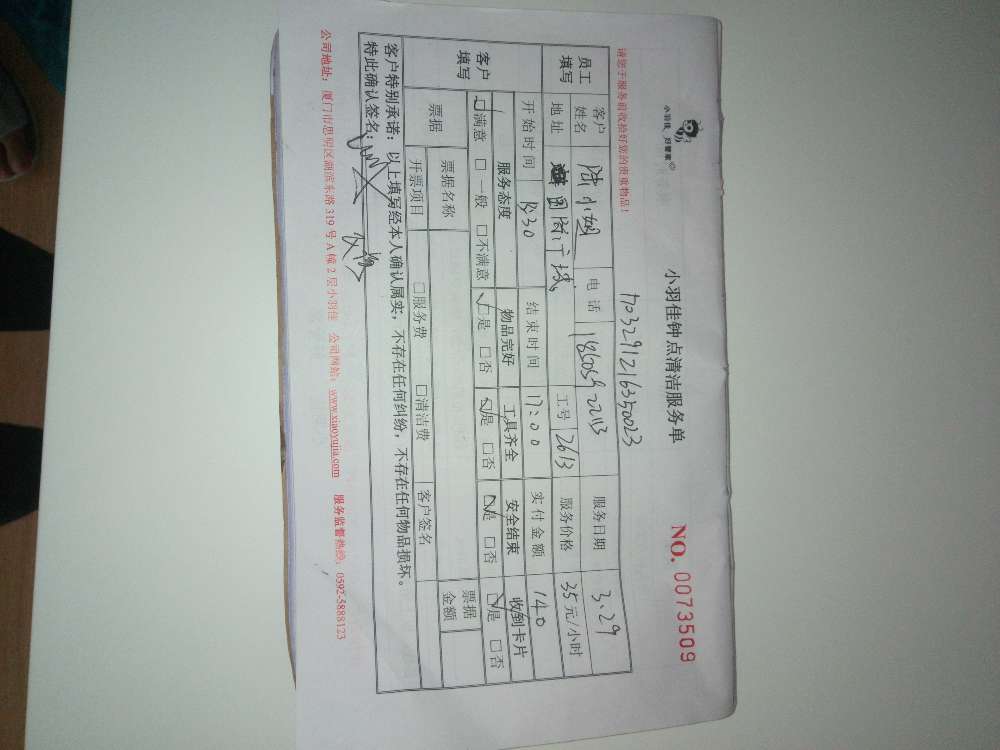 小羽佳 好管家
小羽佳钟点清洁服务单
NO. 0073509
请您于服务前收拾好您的贵重物品!
1703291216350023
员工填写 客户姓名 陆小姐 电话 18605922113 服务日期 3.29
地址 国商广场 工号 2613 服务价格 35元/小时
开始时间 结束时间 17:00 实付金额 140
客户填写 服务态度 物品完好 工具齐全 安全结束 收到卡片
☑满意 □一般 □不满意 ☑是 □否 ☑是 □否 ☑是 □否 ☑是 □否
票据 票据名称 票据金额
开票项目 □服务费 □清洁费 客户签名
客户特别承诺：以上填写经本人确认属实，不存在任何纠纷，不存在任何物品损坏。
特此确认签名:
公司地址：厦门市思明区湖滨东路319号A幢2层小羽佳 公司网站：www.xiaoyujia.com 服务监督热线：0592-5888123